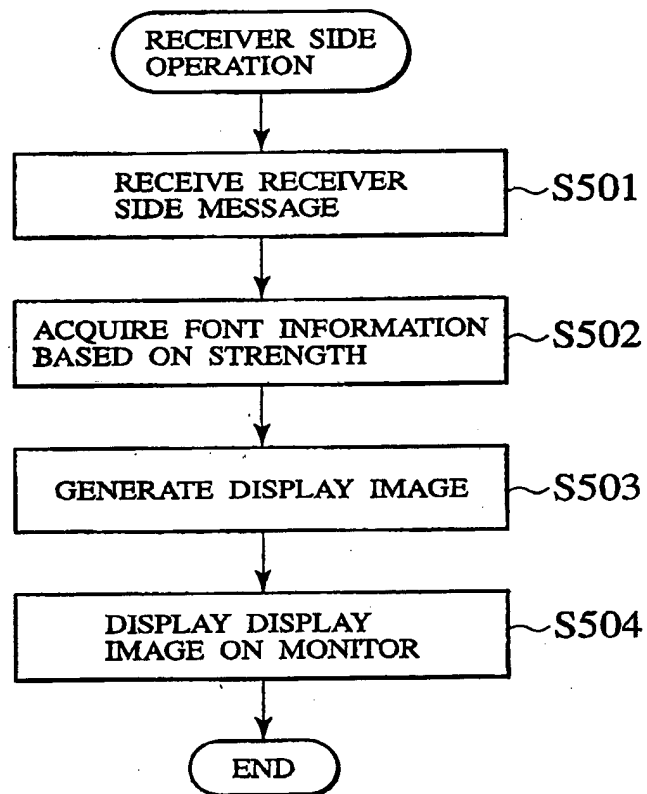 RECEIVER SIDE
OPERATION
RECEIVE RECEIVER
SIDE MESSAGE
S501
ACQUIRE FONT INFORMATION
BASED ON STRENGTH
S502
GENERATE DISPLAY IMAGE
S503
DISPLAY DISPLAY
IMAGE ON MONITOR
S504
END